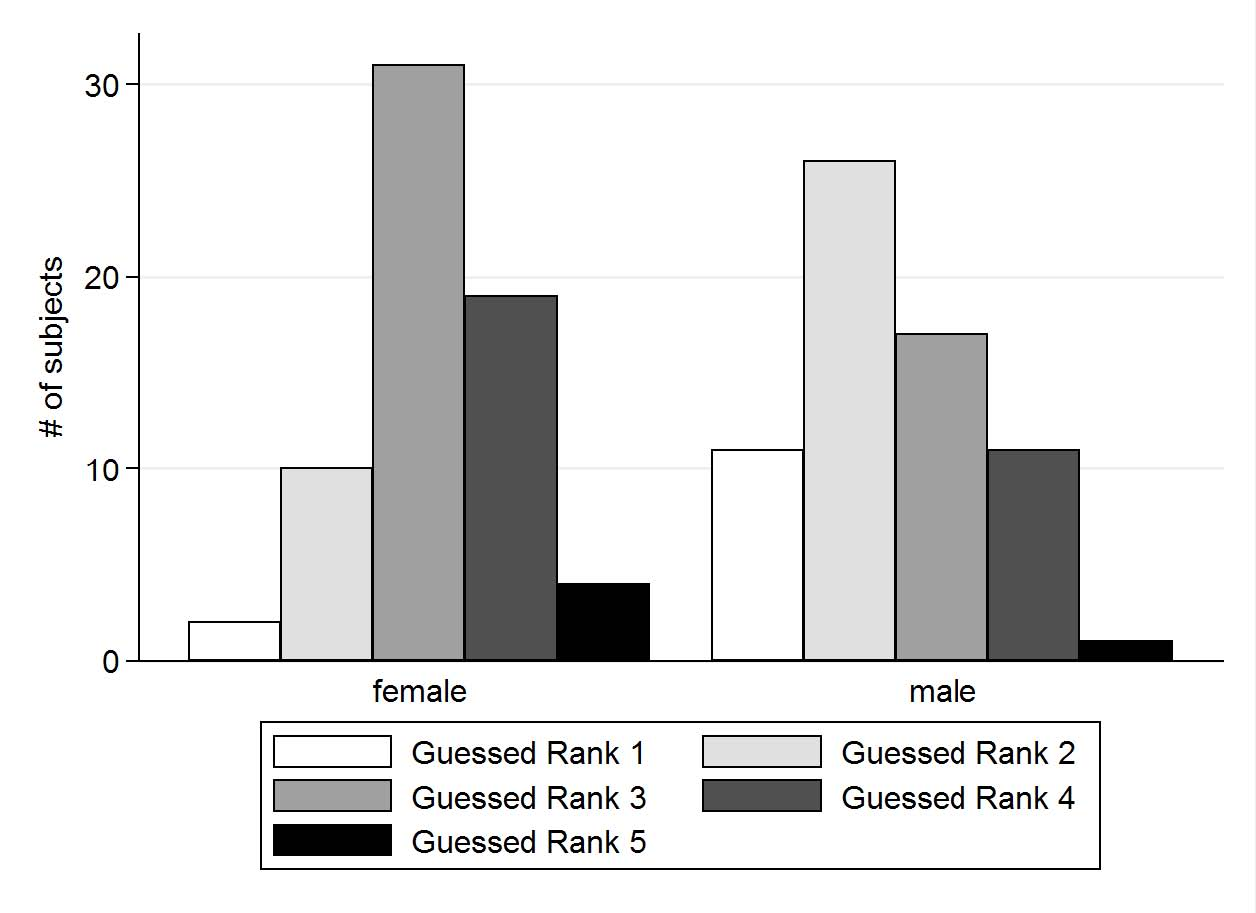 30
20
10
0
# of subjects
female male
Guessed Rank 1 Guessed Rank 2
Guessed Rank 3 Guessed Rank 4
Guessed Rank 5